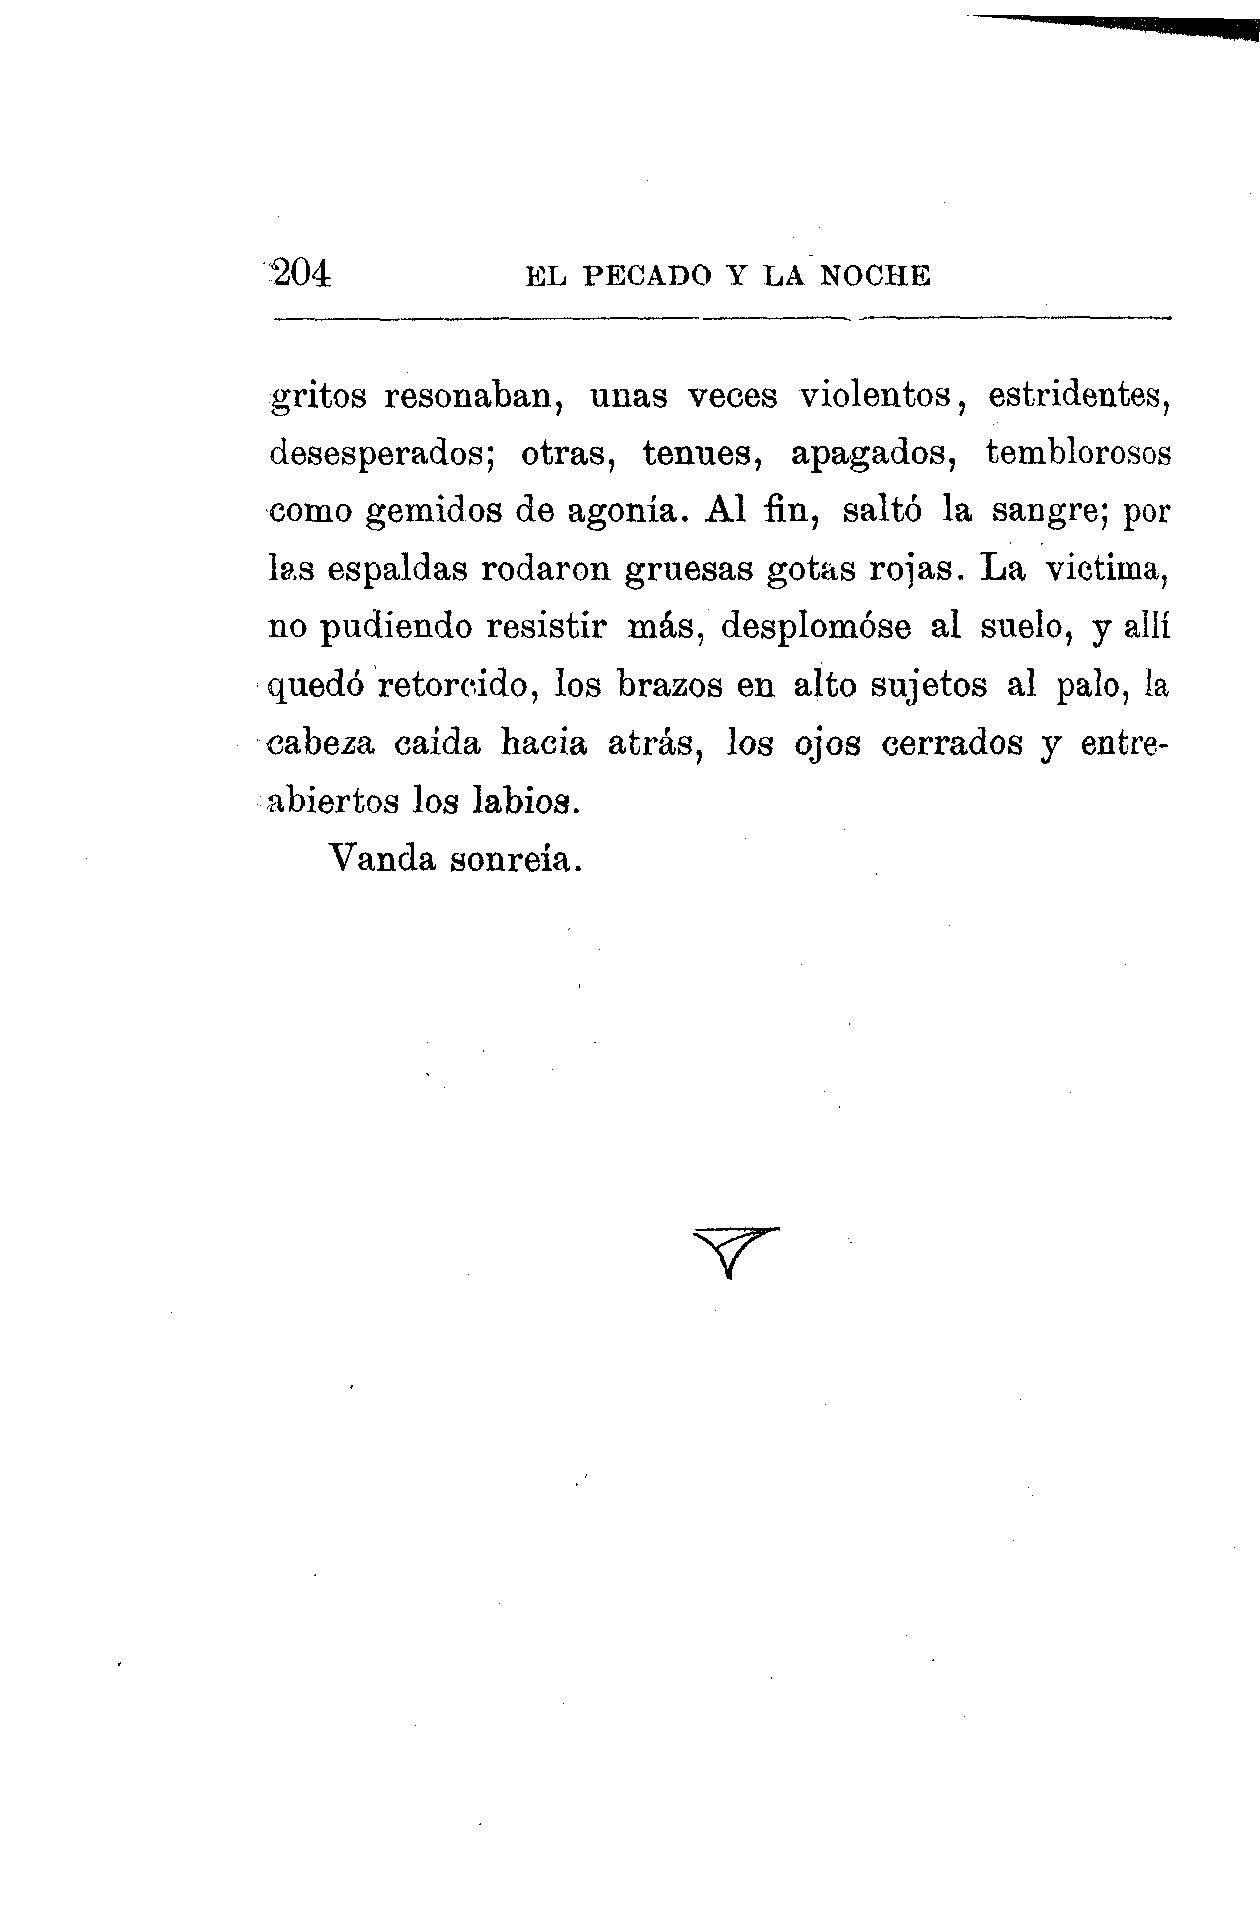 204 EL PECADO Y LA NOCHE
gritos resonaban, unas veces violentos, estridentes,
desesperados; otras, tenues, apagados, temblorosos
como gemidos de agonía. Al fin, saltó la sangre; por
las espaldas rodaron gruesas gotas rojas. La victima,
no pudiendo resistir más, desplomóse al suelo, y allí
quedó retorcido, los brazos en alto sujetos al palo, la
cabeza caída hacia atrás, los ojos cerrados y entre-
abiertos los labios.
Vanda sonreía.